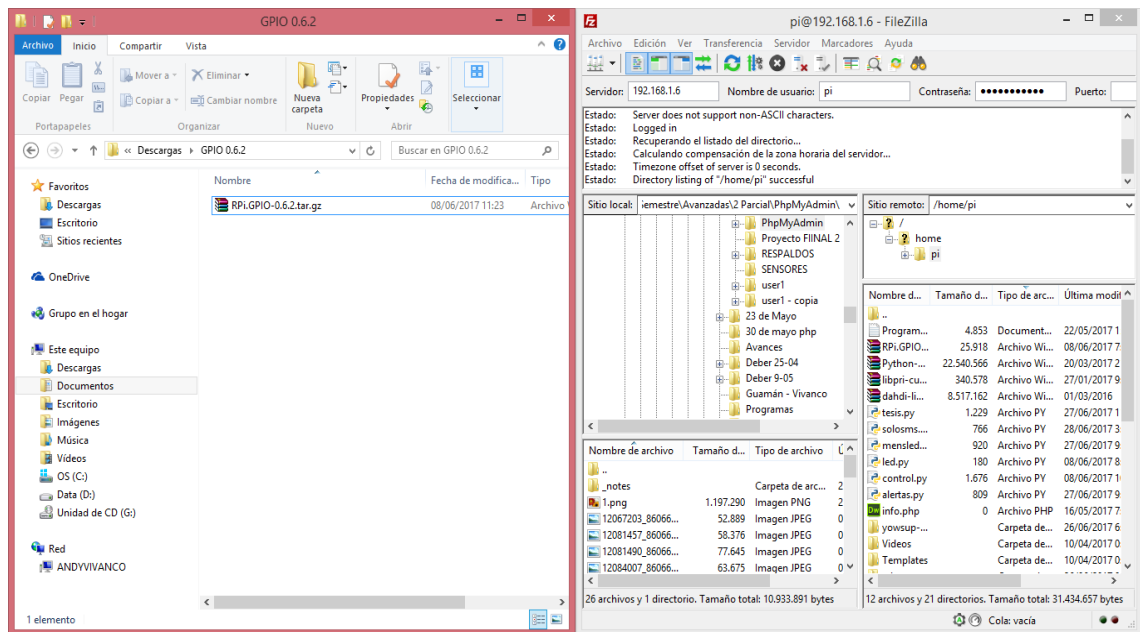 GPIO 0.6.2
Archivo Inicio Compartir Vista
Copiar Pegar
Mover a
Copiar a
Eliminar
Cambiar nombre
Nueva carpeta
Propiedades
Seleccionar
Portapapeles Organizar Nuevo Abrir
« Descargas GPIO 0.6.2 Buscar en GPIO 0.6.2
Nombre Fecha de modifica... Tipo
RPi.GPIO-0.6.2.tar.gz 08/06/2017 11:23 Archivo
Favoritos
Descargas
Escritorio
Sitios recientes
OneDrive
Grupo en el hogar
Este equipo
Descargas
Documentos
Escritorio
Imágenes
Música
Vídeos
OS (C:)
Data (D:)
Unidad de CD (G:)
Red
ANDYVIVANCO
1 elemento
pi@192.168.1.6 - FileZilla
Archivo Edición Ver Transferencia Servidor Marcadores Ayuda
Servidor: 192.168.1.6 Nombre de usuario: pi Contraseña: ●●●●●●●●●●● Puerto:
Estado: Server does not support non-ASCII characters.
Estado: Logged in
Estado: Recuperando el listado del directorio...
Estado: Calculando compensación de la zona horaria del servidor...
Estado: Timezone offset of server is 0 seconds.
Estado: Directory listing of "/home/pi" successful
Sitio local: iemestre\Avanzadas\2 Parcial\PhpMyAdmin\
PhpMyAdmin
Proyecto FIINAL 2
RESPALDOS
SENSORES
user1
user1 - copia
23 de Mayo
30 de mayo php
Avances
Deber 25-04
Deber 9-05
Guamán - Vivanco
Programas
Nombre de archivo Tamaño d... Tipo de archivo
..
_notes Carpeta de arc... 2
1.png 1.197.290 Imagen PNG 2
12067203_86066... 52.889 Imagen JPEG 0
12081457_86066... 58.376 Imagen JPEG 0
12081490_86066... 77.645 Imagen JPEG 0
12084007_86066... 63.675 Imagen JPEG 0
26 archivos y 1 directorio. Tamaño total: 10.933.891 bytes
Sitio remoto: /home/pi
/
home
pi
Nombre d... Tamaño d... Tipo de arc... Última modif
..
Program... 4.853 Document... 22/05/2017 1
RPi.GPIO... 25.918 Archivo Wi... 08/06/2017 7:
Python-... 22.540.566 Archivo Wi... 20/03/2017 2
libpri-cu... 340.578 Archivo Wi... 27/01/2017 9:
dahdi-li... 8.517.162 Archivo Wi... 01/03/2016
tesis.py 1.229 Archivo PY 27/06/2017 1
solosms.... 766 Archivo PY 28/06/2017 3
mensled... 920 Archivo PY 27/06/2017 9:
led.py 180 Archivo PY 08/06/2017 8:
control.py 1.676 Archivo PY 08/06/2017 1
alertas.py 809 Archivo PY 27/06/2017 9:
info.php 0 Archivo PHP 16/05/2017 7:
yowsup-... Carpeta de... 26/06/2017 6:
Videos Carpeta de... 10/04/2017 0
Templates Carpeta de... 10/04/2017 0
12 archivos y 21 directorios. Tamaño total: 31.434.657 bytes
Cola: vacía